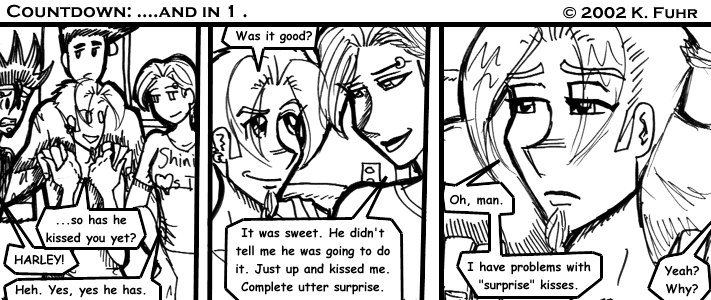 Countdown: ....and in 1 .
© 2002 K. Fuhr
...so has he
kissed you yet?
HARLEY!
Heh. Yes, yes he has.
Shini
♥s T
Was it good?
It was sweet. He didn't
tell me he was going to do
it. Just up and kissed me.
Complete utter surprise.
Oh, man.
I have problems with
"surprise" kisses.
Yeah?
Why?